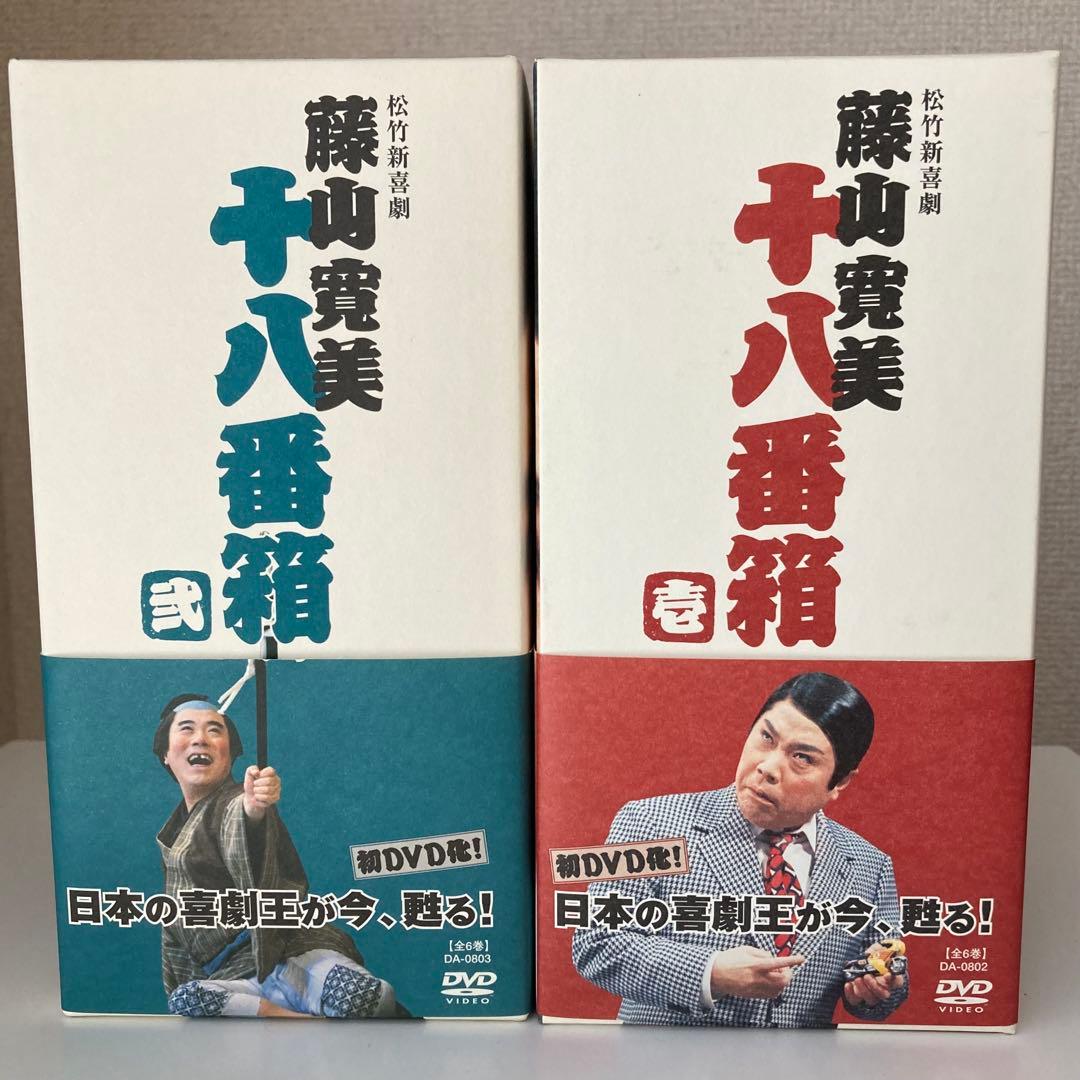 松竹新喜劇
藤山寛美
十八番箱
弐
初DVD化!
日本の喜劇王が今、甦る!
【全6巻】
DA-0803
DVD
VIDEO
松竹新喜劇
藤山寛美
十八番箱
壱
初DVD化!
日本の喜劇王が今、甦る!
【全6巻】
DA-0802
DVD
VIDEO